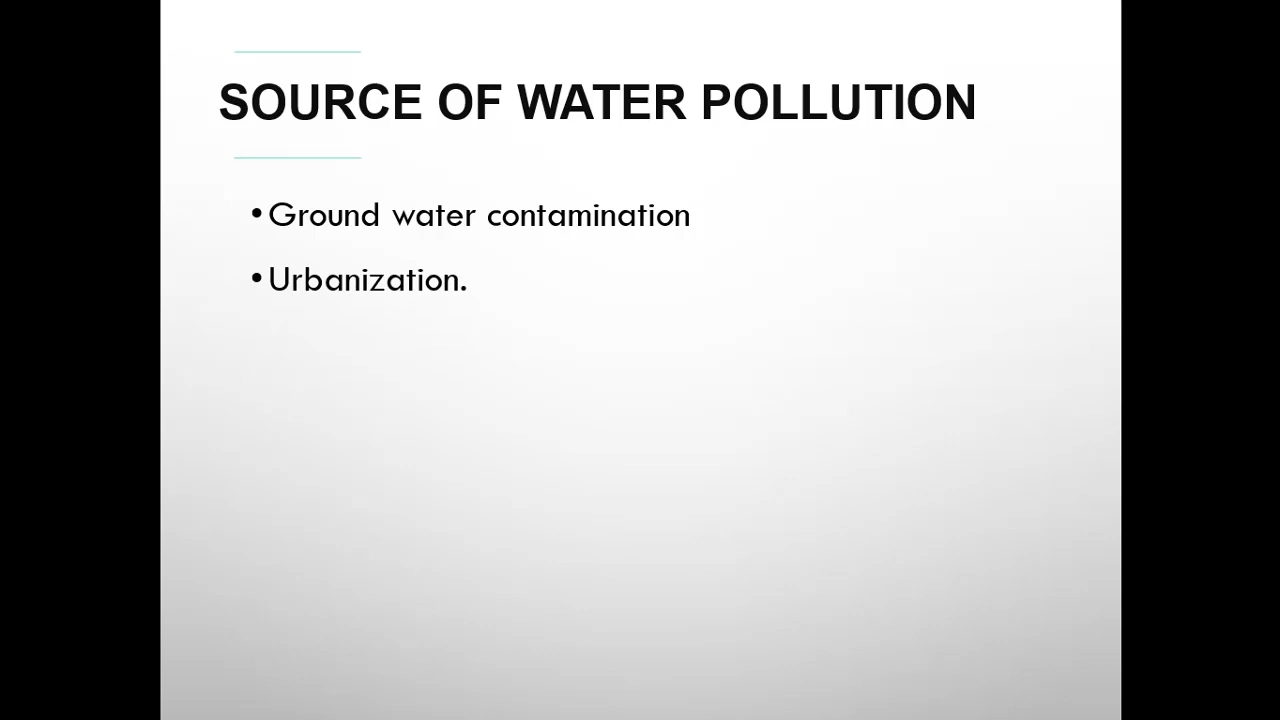 SOURCE OF WATER POLLUTION
•Ground water contamination
•Urbanization.